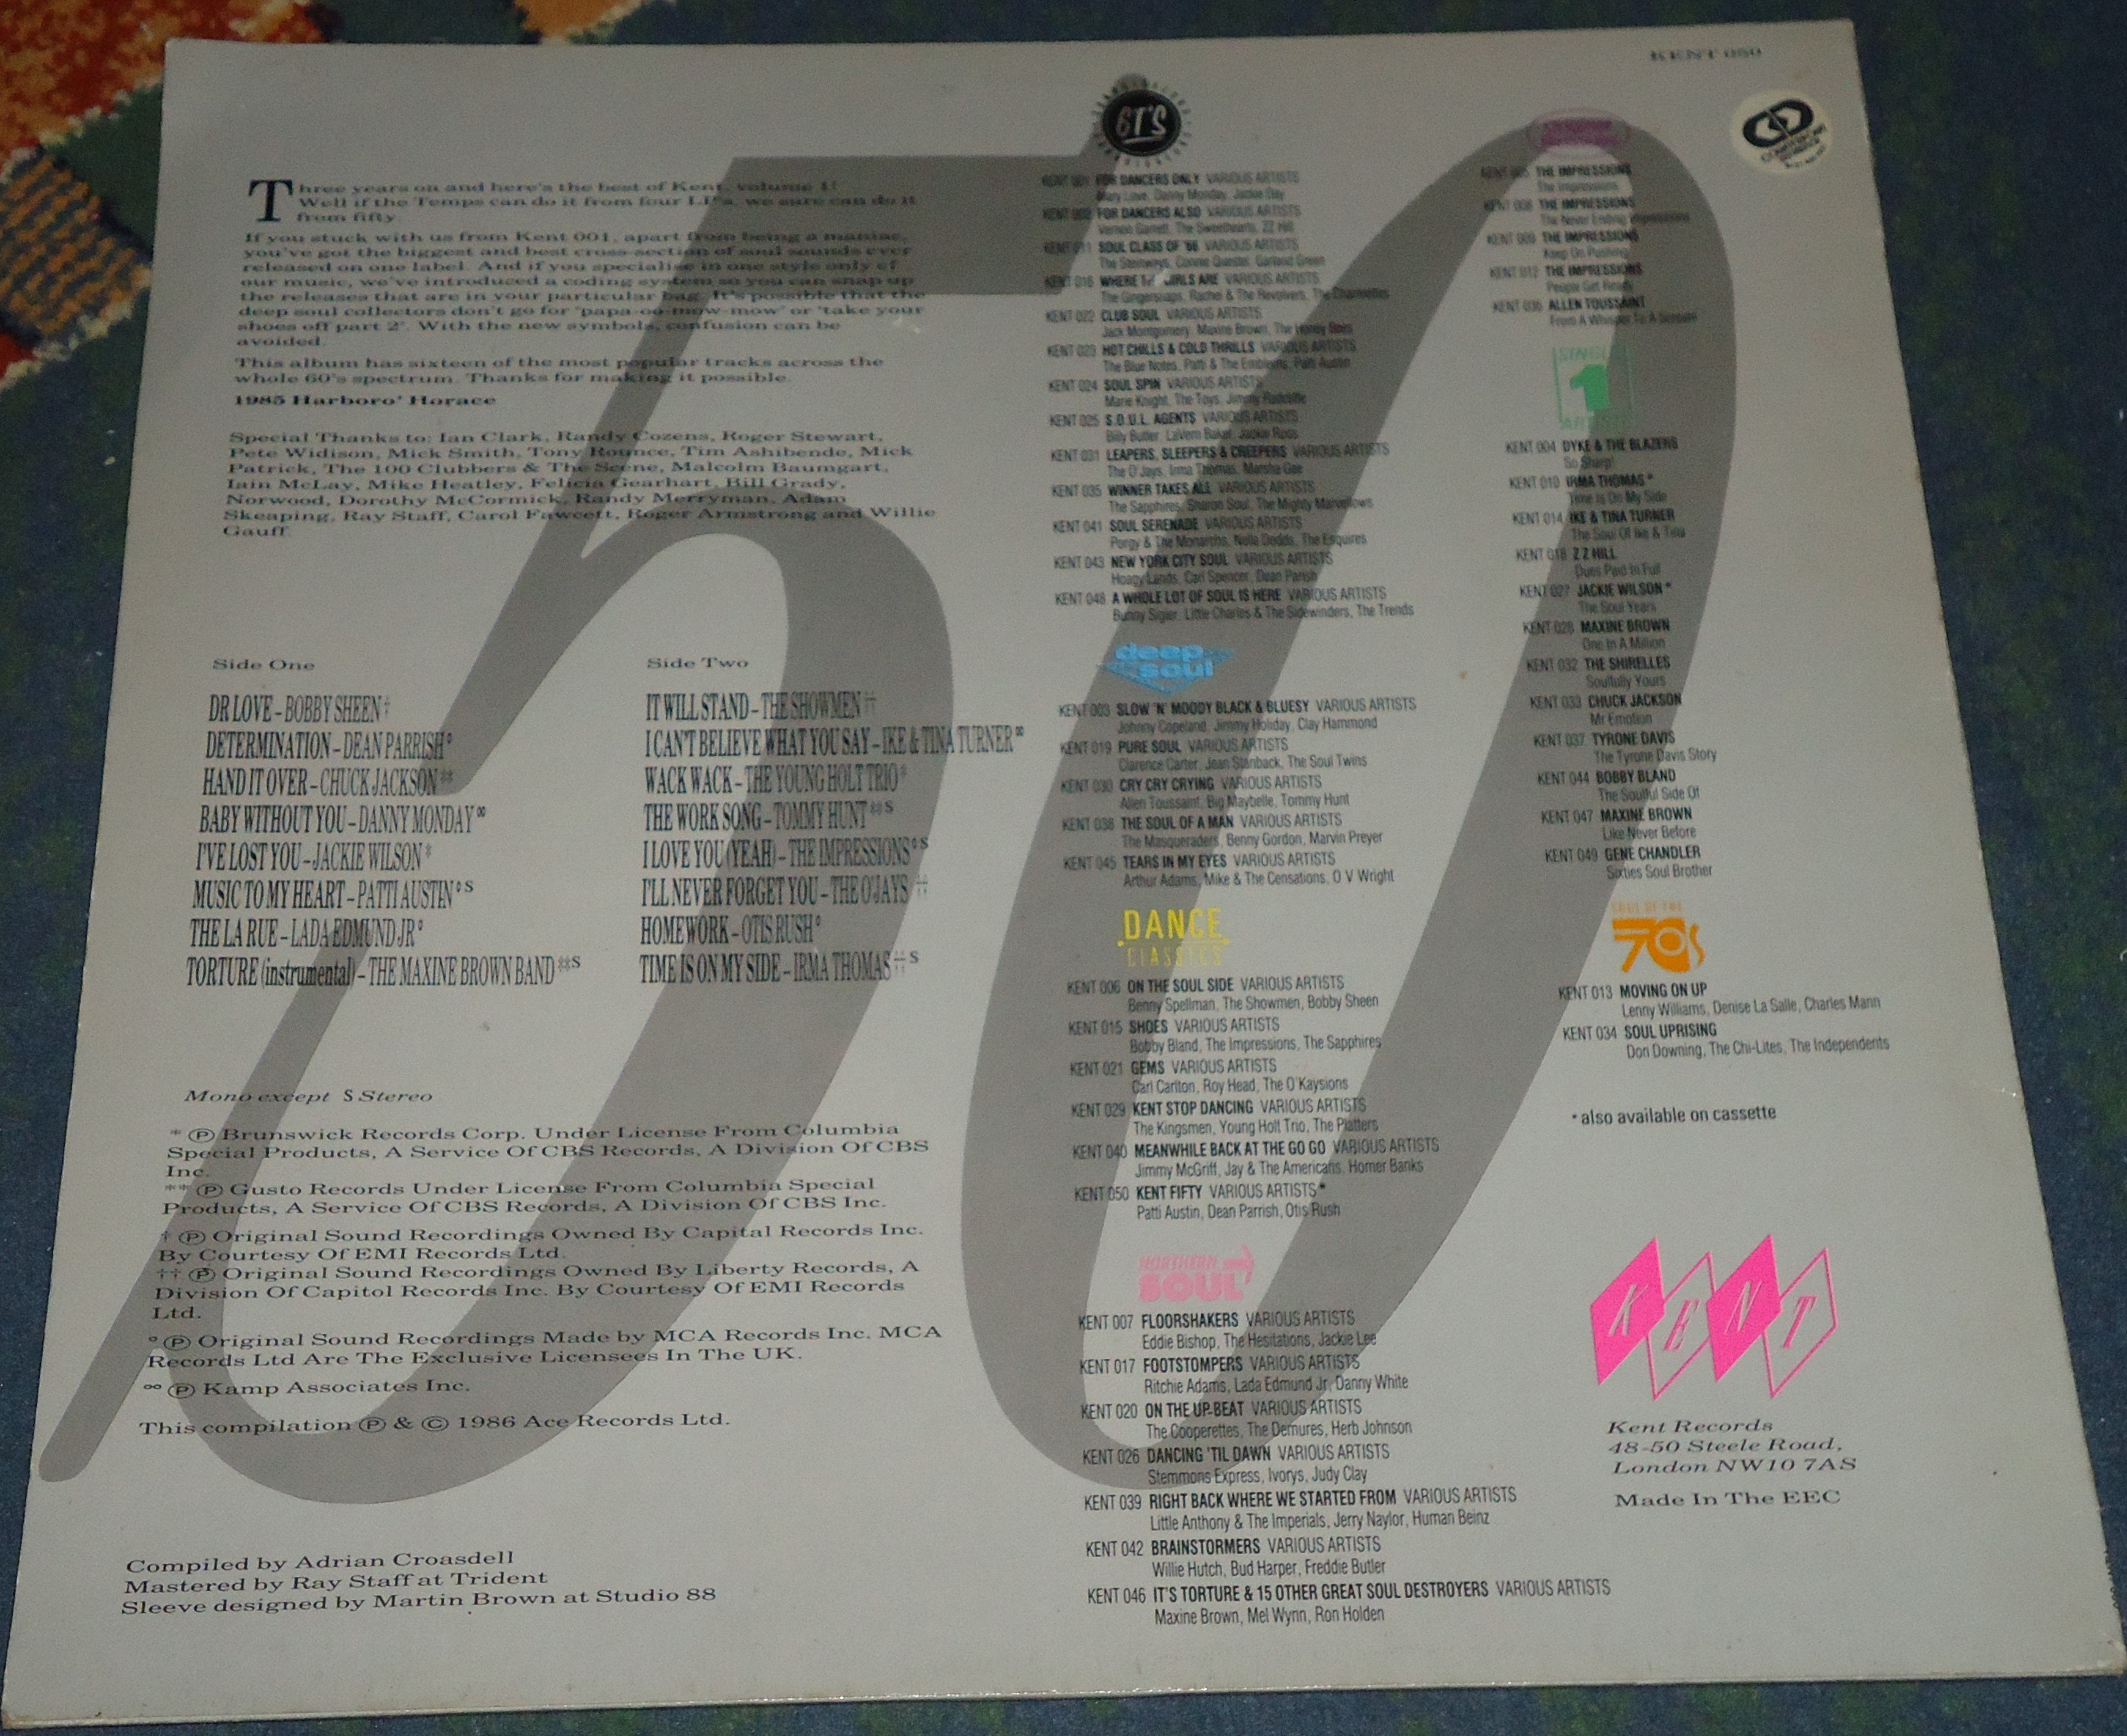 KENT 050
Three years on and here's the best of Kent, volume 1!
Well if the Temps can do it from four LP's, we sure can do it
from fifty.
If you stuck with us from Kent 001, apart from being a maniac,
you've got the biggest and best cross-section of soul sounds ever
released on one label. And if you specialise in one style only of
our music, we've introduced a coding system so you can snap up
the releases that are in your particular bag. It's possible that the
deep soul collectors don't go for 'papa-oo-mow-mow' or 'take your
shoes off part 2'. With the new symbols, confusion can be
avoided.
This album has sixteen of the most popular tracks across the
whole 60's spectrum. Thanks for making it possible.
1985 Harboro' Horace
Special Thanks to: Ian Clark, Randy Cozens, Roger Stewart,
Pete Widison, Mick Smith, Tony Rounce, Tim Ashibende, Mick
Patrick, The 100 Clubbers & The Scene, Malcolm Baumgart,
Iain McLay, Mike Heatley, Felicia Gearhart, Bill Grady,
Norwood, Dorothy McCormick, Randy Merryman, Adam
Skeaping, Ray Staff, Carol Fawcett, Roger Armstrong and Willie
Gauff.
Side One
DR LOVE – BOBBY SHEEN†
DETERMINATION – DEAN PARRISH°
HAND IT OVER – CHUCK JACKSON**
BABY WITHOUT YOU – DANNY MONDAY°°
I'VE LOST YOU – JACKIE WILSON*
MUSIC TO MY HEART – PATTI AUSTIN° S
THE LA RUE – LADA EDMUND JR°
TORTURE (instrumental) – THE MAXINE BROWN BAND**S
Side Two
IT WILL STAND – THE SHOWMEN††
I CAN'T BELIEVE WHAT YOU SAY – IKE & TINA TURNER°°
WACK WACK – THE YOUNG HOLT TRIO*
THE WORK SONG – TOMMY HUNT**S
I LOVE YOU (YEAH) – THE IMPRESSIONS° S
I'LL NEVER FORGET YOU – THE O'JAYS ††
HOMEWORK – OTIS RUSH°
TIME IS ON MY SIDE – IRMA THOMAS†† S
Mono except S Stereo
* ℗ Brunswick Records Corp. Under License From Columbia
Special Products, A Service Of CBS Records, A Division Of CBS
Inc.
** ℗ Gusto Records Under License From Columbia Special
Products, A Service Of CBS Records, A Division Of CBS Inc.
† ℗ Original Sound Recordings Owned By Capital Records Inc.
By Courtesy Of EMI Records Ltd.
†† ℗ Original Sound Recordings Owned By Liberty Records, A
Division Of Capitol Records Inc. By Courtesy Of EMI Records
Ltd.
° ℗ Original Sound Recordings Made by MCA Records Inc. MCA
Records Ltd Are The Exclusive Licensees In The UK.
°° ℗ Kamp Associates Inc.
This compilation ℗ & © 1986 Ace Records Ltd.
Compiled by Adrian Croasdell
Mastered by Ray Staff at Trident
Sleeve designed by Martin Brown at Studio 88
50
6T'S
KENT 001 FOR DANCERS ONLY VARIOUS ARTISTS
Mary Love, Danny Monday, Jackie Day
KENT 002 FOR DANCERS ALSO VARIOUS ARTISTS
Vernon Garrett, The Sweethearts, ZZ Hill
KENT 011 SOUL CLASS OF '66 VARIOUS ARTISTS
The Steinways, Connie Questel, Garland Green
KENT 016 WHERE GIRLS ARE VARIOUS ARTISTS
The Gingersnaps, Rachel & The Revolvers, The Charmettes
KENT 022 CLUB SOUL VARIOUS ARTISTS
Jack Montgomery, Maxine Brown, The Honey Bees
KENT 023 HOT CHILLS & COLD THRILLS VARIOUS ARTISTS
The Blue Notes, Patti & The Emblems, Patti Austin
KENT 024 SOUL SPIN VARIOUS ARTISTS
Marie Knight, The Toys, Jimmy Radcliffe
KENT 025 S.O.U.L. AGENTS VARIOUS ARTISTS
Billy Butler, LaVern Baker, Jackie Ross
KENT 031 LEAPERS, SLEEPERS & CREEPERS VARIOUS ARTISTS
The O'Jays, Irma Thomas, Marsha Gee
KENT 035 WINNER TAKES ALL VARIOUS ARTISTS
The Sapphires, Sharon Soul, The Mighty Marvellows
KENT 041 SOUL SERENADE VARIOUS ARTISTS
Porgy & The Monarchs, Nella Dodds, The Esquires
KENT 043 NEW YORK CITY SOUL VARIOUS ARTISTS
Hoagy Lands, Carl Spencer, Dean Parish
KENT 048 A WHOLE LOT OF SOUL IS HERE VARIOUS ARTISTS
Bunny Sigler, Little Charles & The Sidewinders, The Trends
deep
soul
KENT 003 SLOW 'N' MOODY BLACK & BLUESY VARIOUS ARTISTS
Johnny Copeland, Jimmy Holiday, Clay Hammond
KENT 019 PURE SOUL VARIOUS ARTISTS
Clarence Carter, Jean Stanback, The Soul Twins
KENT 030 CRY CRY CRYING VARIOUS ARTISTS
Allen Toussaint, Big Maybelle, Tommy Hunt
KENT 038 THE SOUL OF A MAN VARIOUS ARTISTS
The Masqueraders, Benny Gordon, Marvin Preyer
KENT 045 TEARS IN MY EYES VARIOUS ARTISTS
Arthur Adams, Mike & The Censations, O V Wright
DANCE
CLASSICS
KENT 006 ON THE SOUL SIDE VARIOUS ARTISTS
Benny Spellman, The Showmen, Bobby Sheen
KENT 015 SHOES VARIOUS ARTISTS
Bobby Bland, The Impressions, The Sapphires
KENT 021 GEMS VARIOUS ARTISTS
Carl Carlton, Roy Head, The O'Kaysions
KENT 029 KENT STOP DANCING VARIOUS ARTISTS
The Kingsmen, Young Holt Trio, The Platters
KENT 040 MEANWHILE BACK AT THE GO GO VARIOUS ARTISTS
Jimmy McGriff, Jay & The Americans, Homer Banks
KENT 050 KENT FIFTY VARIOUS ARTISTS*
Patti Austin, Dean Parrish, Otis Rush
NORTHERN
SOUL
KENT 007 FLOORSHAKERS VARIOUS ARTISTS
Eddie Bishop, The Hesitations, Jackie Lee
KENT 017 FOOTSTOMPERS VARIOUS ARTISTS
Ritchie Adams, Lada Edmund Jr, Danny White
KENT 020 ON THE UP-BEAT VARIOUS ARTISTS
The Cooperettes, The Demures, Herb Johnson
KENT 026 DANCING 'TIL DAWN VARIOUS ARTISTS
Stemmons Express, Ivorys, Judy Clay
KENT 039 RIGHT BACK WHERE WE STARTED FROM VARIOUS ARTISTS
Little Anthony & The Imperials, Jerry Naylor, Human Beinz
KENT 042 BRAINSTORMERS VARIOUS ARTISTS
Willie Hutch, Bud Harper, Freddie Butler
KENT 046 IT'S TORTURE & 15 OTHER GREAT SOUL DESTROYERS VARIOUS ARTISTS
Maxine Brown, Mel Wynn, Ron Holden
KENT 005 THE IMPRESSIONS
The Impressions
KENT 008 THE IMPRESSIONS
The Never Ending Impressions
KENT 009 THE IMPRESSIONS
Keep On Pushing
KENT 012 THE IMPRESSIONS
People Get Ready
KENT 036 ALLEN TOUSSAINT
From A Whisper To A Scream
SINGLE
1
ARTIST
KENT 004 DYKE & THE BLAZERS
So Sharp!
KENT 010 IRMA THOMAS*
Time Is On My Side
KENT 014 IKE & TINA TURNER
The Soul Of Ike & Tina
KENT 018 Z Z HILL
Dues Paid In Full
KENT 027 JACKIE WILSON*
The Soul Years
KENT 028 MAXINE BROWN
One In A Million
KENT 032 THE SHIRELLES
Soulfully Yours
KENT 033 CHUCK JACKSON
Mr Emotion
KENT 037 TYRONE DAVIS
The Tyrone Davis Story
KENT 044 BOBBY BLAND
The Soulful Side Of
KENT 047 MAXINE BROWN
Like Never Before
KENT 049 GENE CHANDLER
Sixties Soul Brother
SOUL OF THE
70s
KENT 013 MOVING ON UP
Lenny Williams, Denise La Salle, Charles Mann
KENT 034 SOUL UPRISING
Don Downing, The Chi-Lites, The Independents
* also available on cassette
KENT
Kent Records
48-50 Steele Road,
London NW10 7AS
Made In The EEC